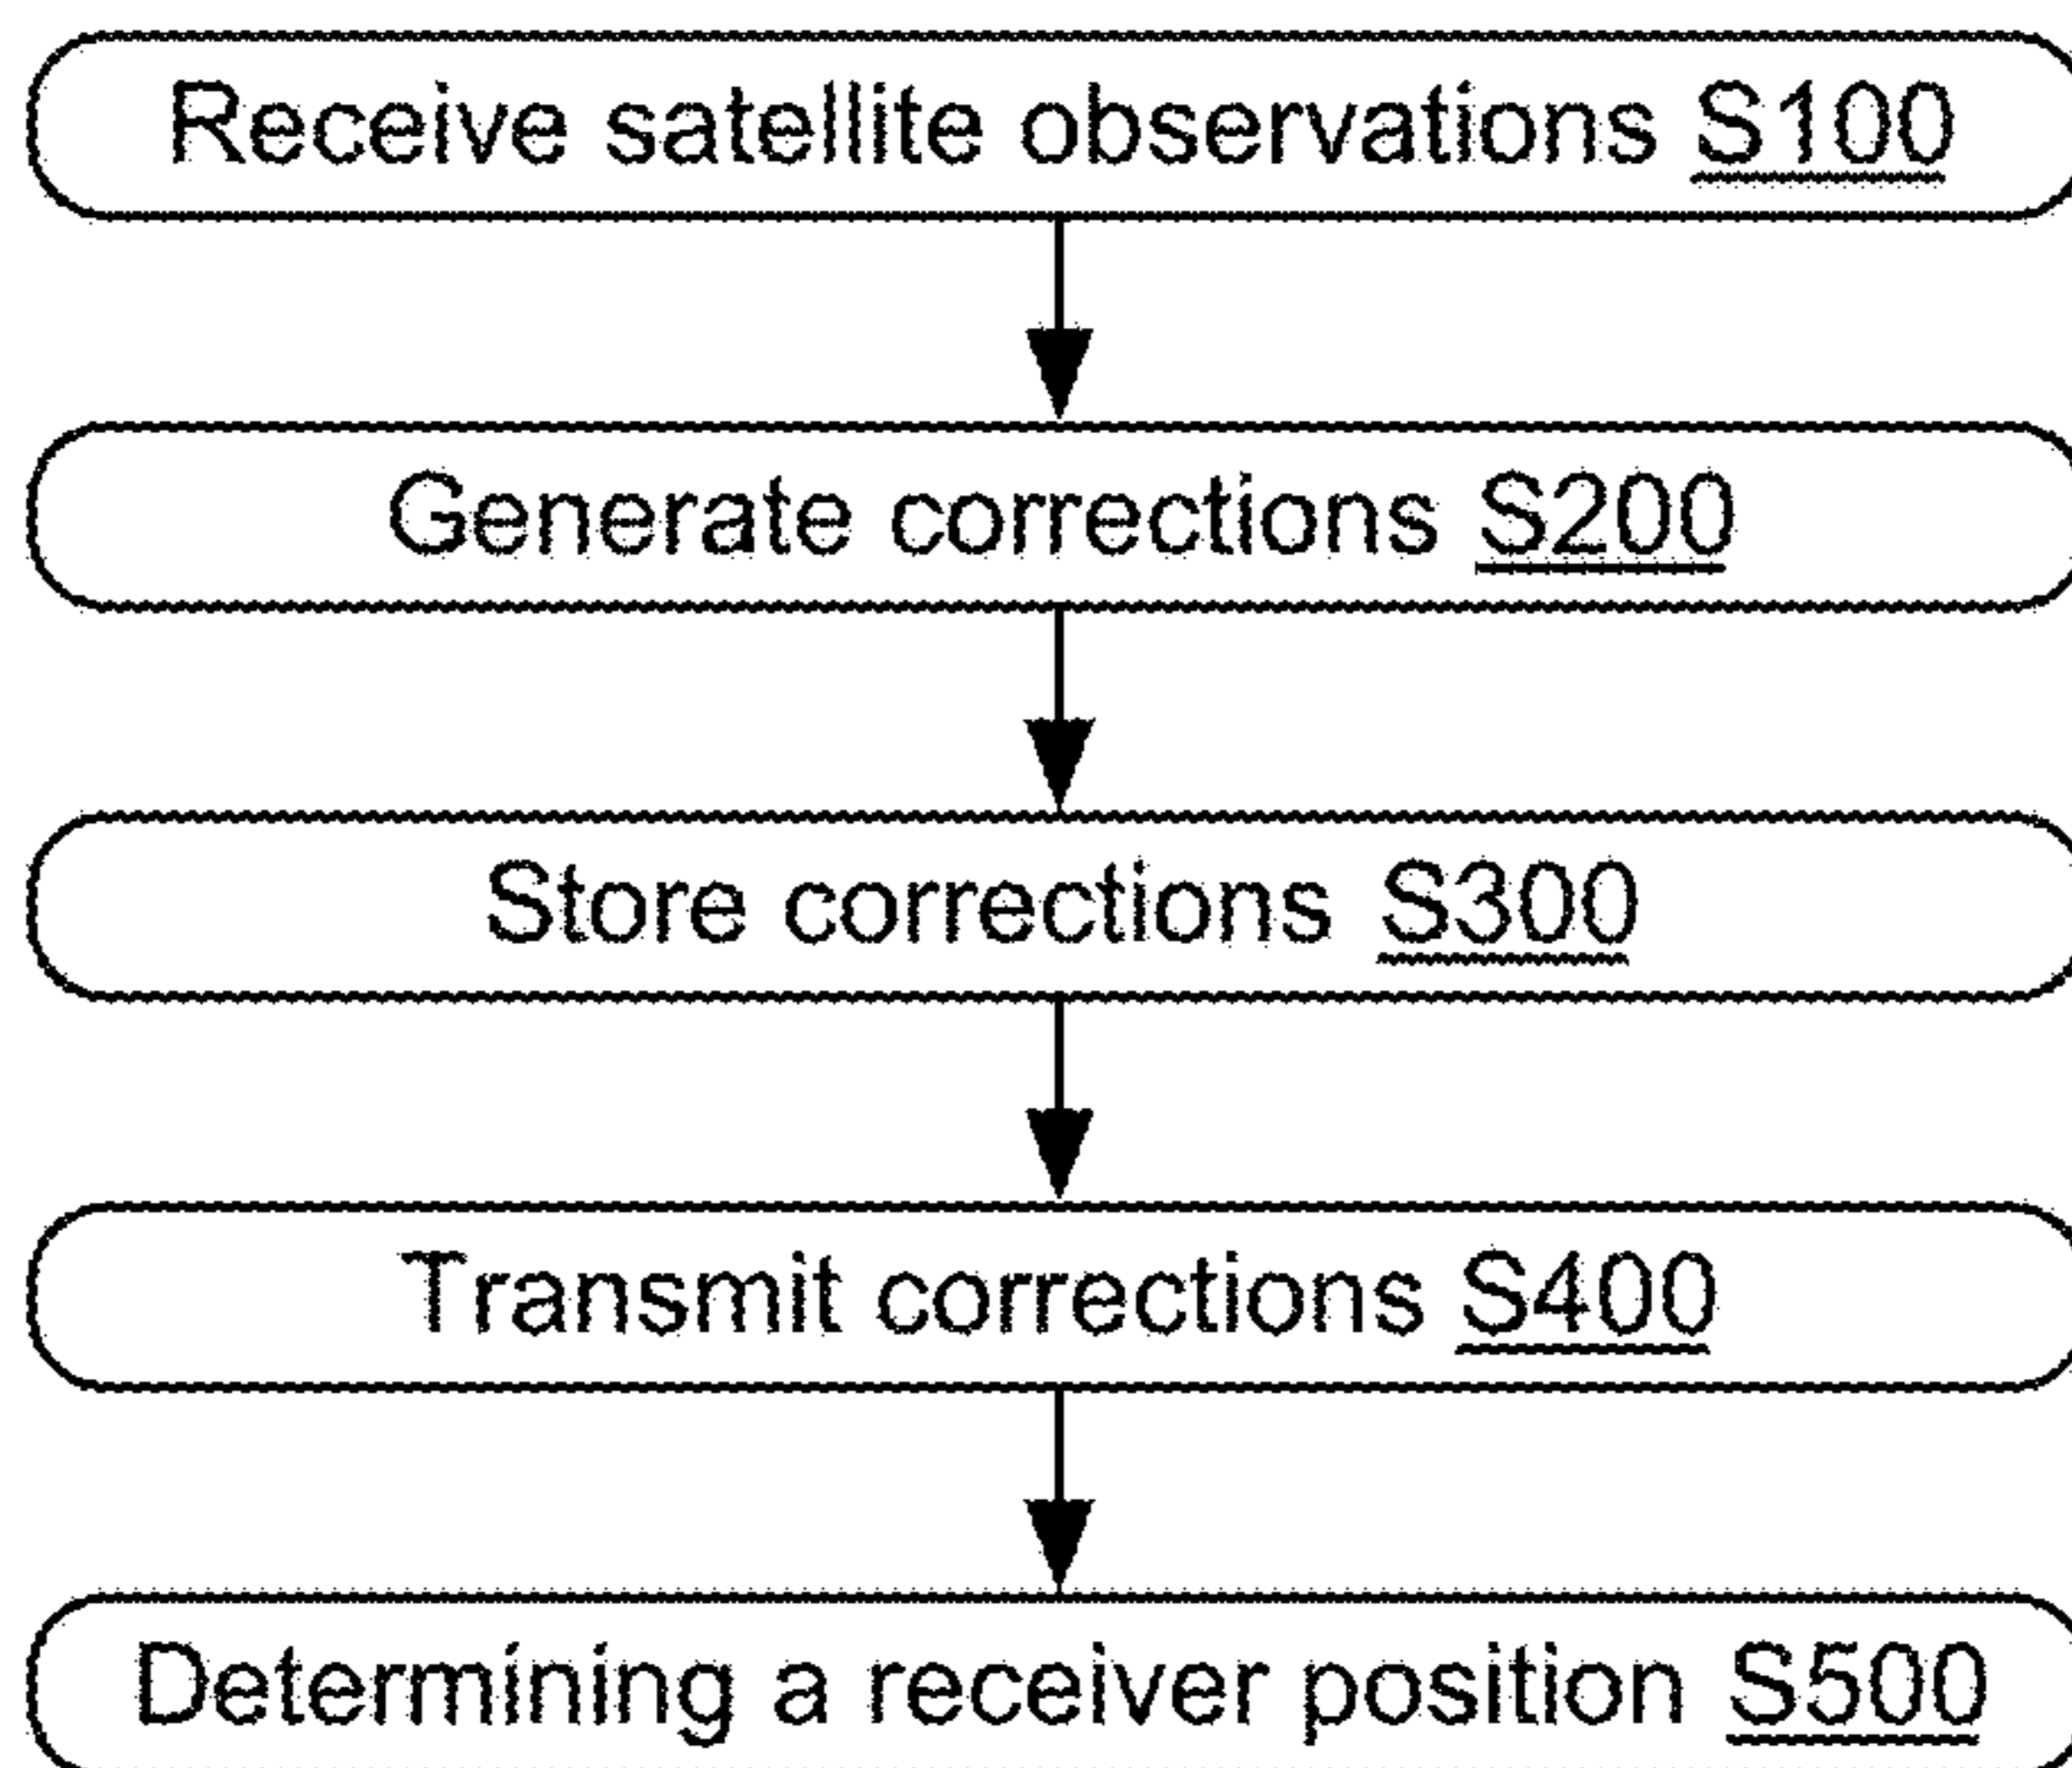 Receive satellite observations S100
Generate corrections S200
Store corrections S300
Transmit corrections S400
Determining a receiver position S500